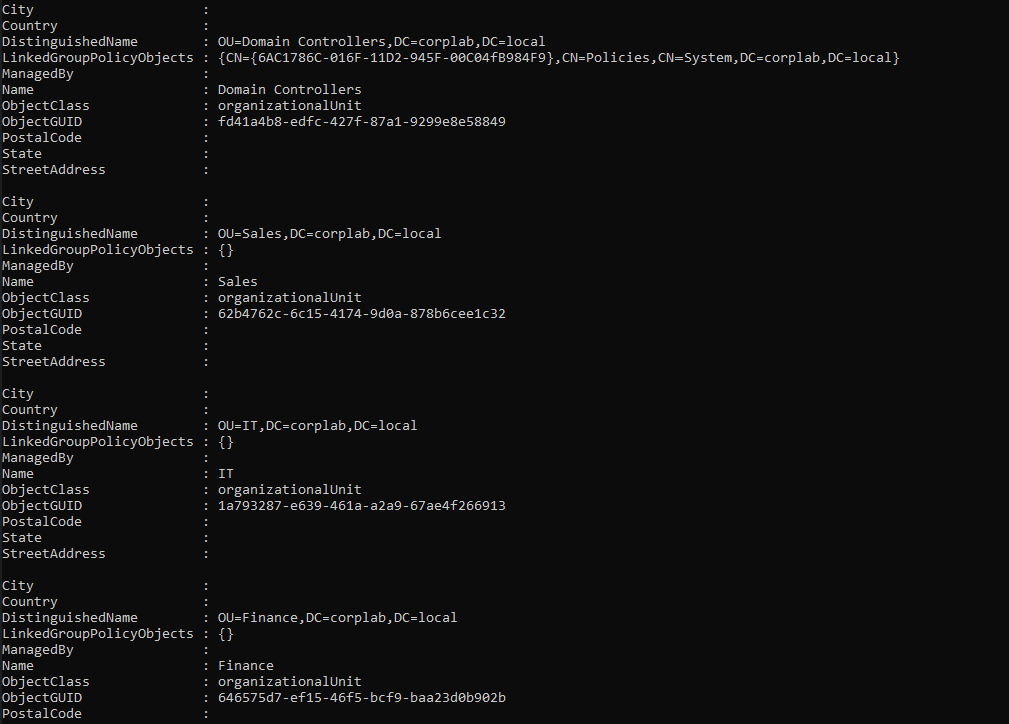 City                     :
Country                  :
DistinguishedName        : OU=Domain Controllers,DC=corplab,DC=local
LinkedGroupPolicyObjects : {CN={6AC1786C-016F-11D2-945F-00C04fB984F9},CN=Policies,CN=System,DC=corplab,DC=local}
ManagedBy                :
Name                     : Domain Controllers
ObjectClass              : organizationalUnit
ObjectGUID               : fd41a4b8-edfc-427f-87a1-9299e8e58849
PostalCode               :
State                    :
StreetAddress            :

City                     :
Country                  :
DistinguishedName        : OU=Sales,DC=corplab,DC=local
LinkedGroupPolicyObjects : {}
ManagedBy                :
Name                     : Sales
ObjectClass              : organizationalUnit
ObjectGUID               : 62b4762c-6c15-4174-9d0a-878b6cee1c32
PostalCode               :
State                    :
StreetAddress            :

City                     :
Country                  :
DistinguishedName        : OU=IT,DC=corplab,DC=local
LinkedGroupPolicyObjects : {}
ManagedBy                :
Name                     : IT
ObjectClass              : organizationalUnit
ObjectGUID               : 1a793287-e639-461a-a2a9-67ae4f266913
PostalCode               :
State                    :
StreetAddress            :

City                     :
Country                  :
DistinguishedName        : OU=Finance,DC=corplab,DC=local
LinkedGroupPolicyObjects : {}
ManagedBy                :
Name                     : Finance
ObjectClass              : organizationalUnit
ObjectGUID               : 646575d7-ef15-46f5-bcf9-baa23d0b902b
PostalCode               :